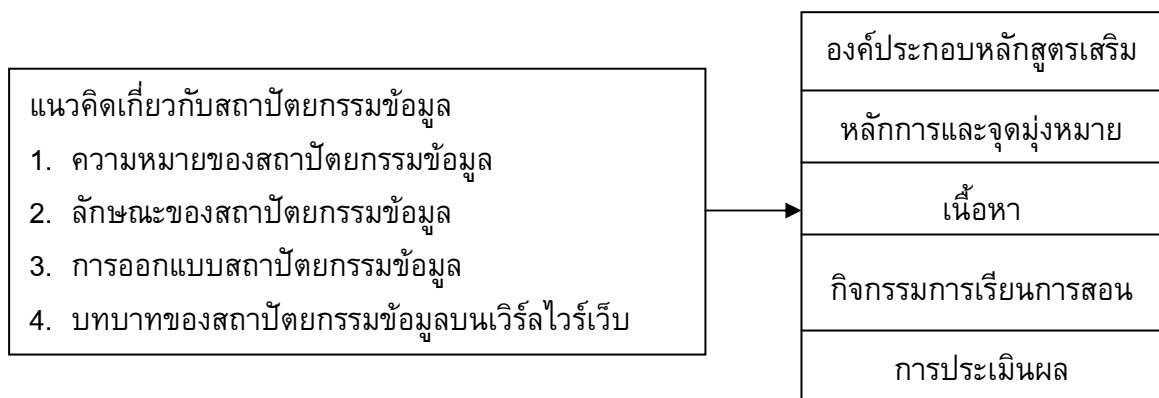 แนวคิดเกี่ยวกับสถาปัตยกรรมข้อมูล
1. ความหมายของสถาปัตยกรรมข้อมูล
2. ลักษณะของสถาปัตยกรรมข้อมูล
3. การออกแบบสถาปัตยกรรมข้อมูล
4. บทบาทของสถาปัตยกรรมข้อมูลบนเวิร์ลไวร์เว็บ
องค์ประกอบหลักสูตรเสริม
หลักการและจุดมุ่งหมาย
เนื้อหา
กิจกรรมการเรียนการสอน
การประเมินผล